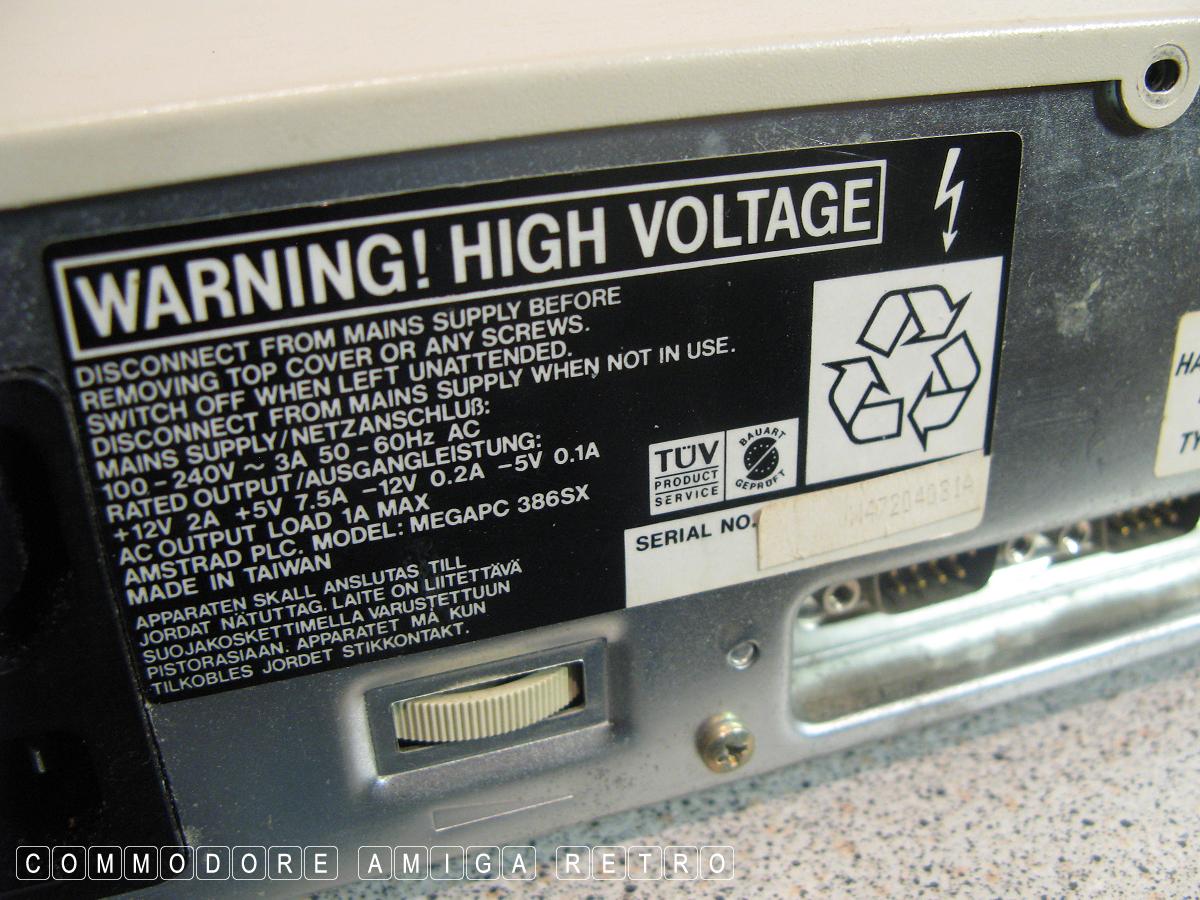 WARNING! HIGH VOLTAGE
DISCONNECT FROM MAINS SUPPLY BEFORE
REMOVING TOP COVER OR ANY SCREWS.
SWITCH OFF WHEN LEFT UNATTENDED.
DISCONNECT FROM MAINS SUPPLY WHEN NOT IN USE.
MAINS SUPPLY/NETZANSCHLUß:
100-240V ~ 3A 50-60Hz AC
RATED OUTPUT/AUSGANGLEISTUNG:
+12V 2A +5V 7.5A -12V 0.2A -5V 0.1A
AC OUTPUT LOAD 1A MAX
AMSTRAD PLC. MODEL: MEGAPC 386SX
MADE IN TAIWAN
APPARATEN SKALL ANSLUTAS TILL
JORDAT NÄTUTTAG. LAITE ON LIITETTÄVÄ
SUOJAKOSKETTIMELLA VARUSTETTUUN
PISTORASIAAN. APPARATET MÅ KUN
TILKOBLES JORDET STIKKONTAKT.
TÜV
PRODUCT
SERVICE
BAUART
GEPRÜFT
SERIAL NO.
HA
TY
COMMODORE AMIGA RETRO